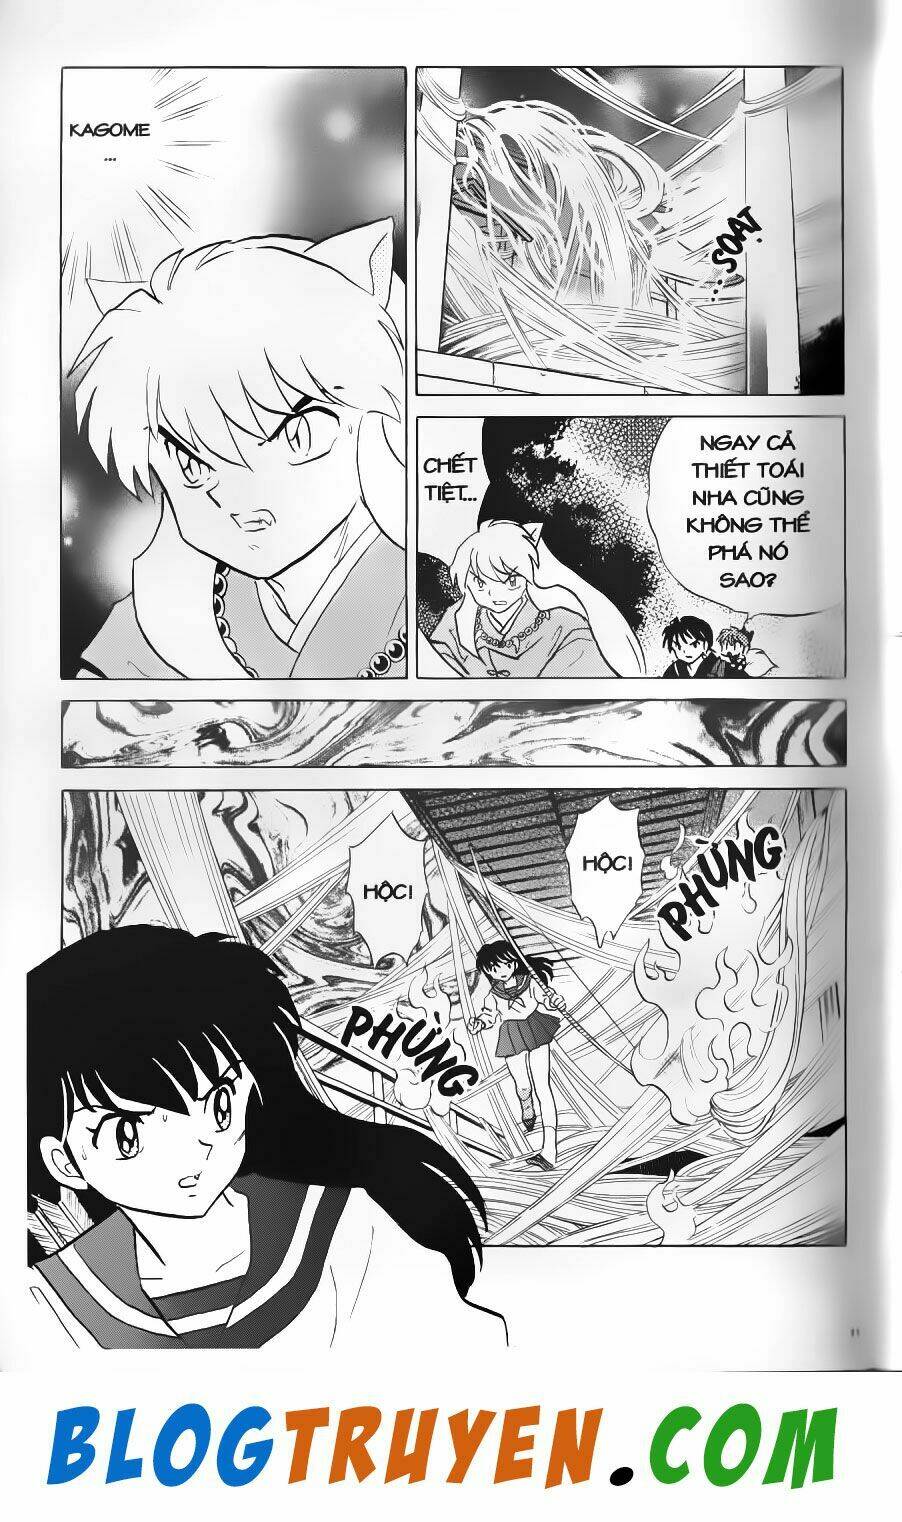 KAGOME
...
...SOẠT
NGAY CẢ
THIẾT TOÁI
NHA CŨNG
KHÔNG THỂ
PHÁ NÓ
SAO?
CHẾT
TIỆT...
HỘC!
HỘC!
PHỪNG
PHỪNG
11
BLOGTRUYEN.COM